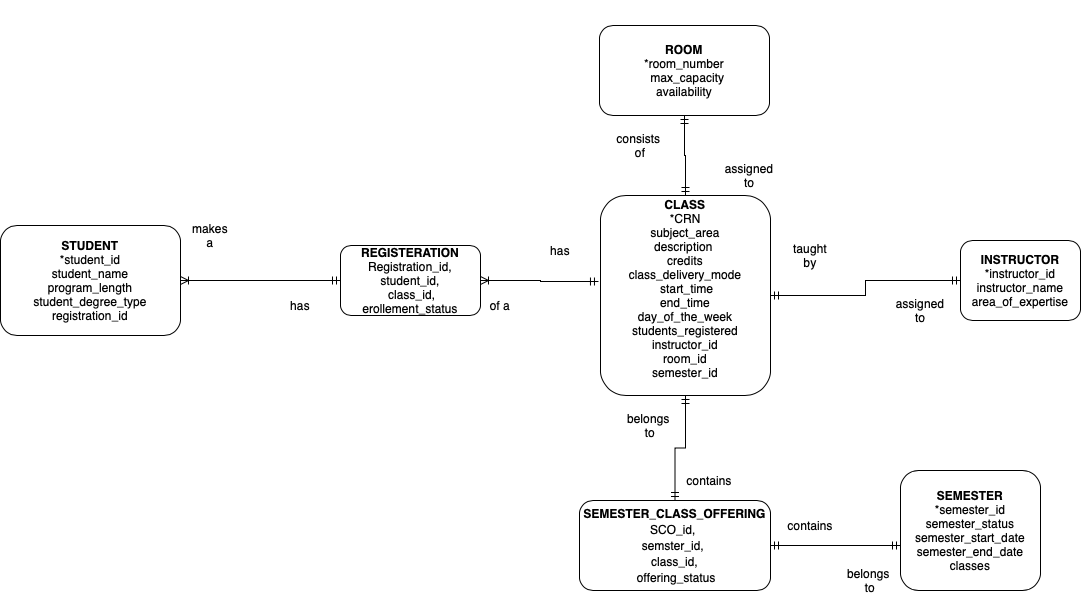 ROOM
*room_number
max_capacity
availability
consists
of
assigned
to
STUDENT
*student_id
student_name
program_length
student_degree_type
registration_id
makes
a
has
REGISTERATION
Registration_id,
student_id,
class_id,
erollement_status
has
of a
CLASS
*CRN
subject_area
description
credits
class_delivery_mode
start_time
end_time
day_of_the_week
students_registered
instructor_id
room_id
semester_id
taught
by
assigned
to
INSTRUCTOR
*instructor_id
instructor_name
area_of_expertise
belongs
to
contains
SEMESTER_CLASS_OFFERING
SCO_id,
semster_id,
class_id,
offering_status
contains
belongs
to
SEMESTER
*semester_id
semester_status
semester_start_date
semester_end_date
classes